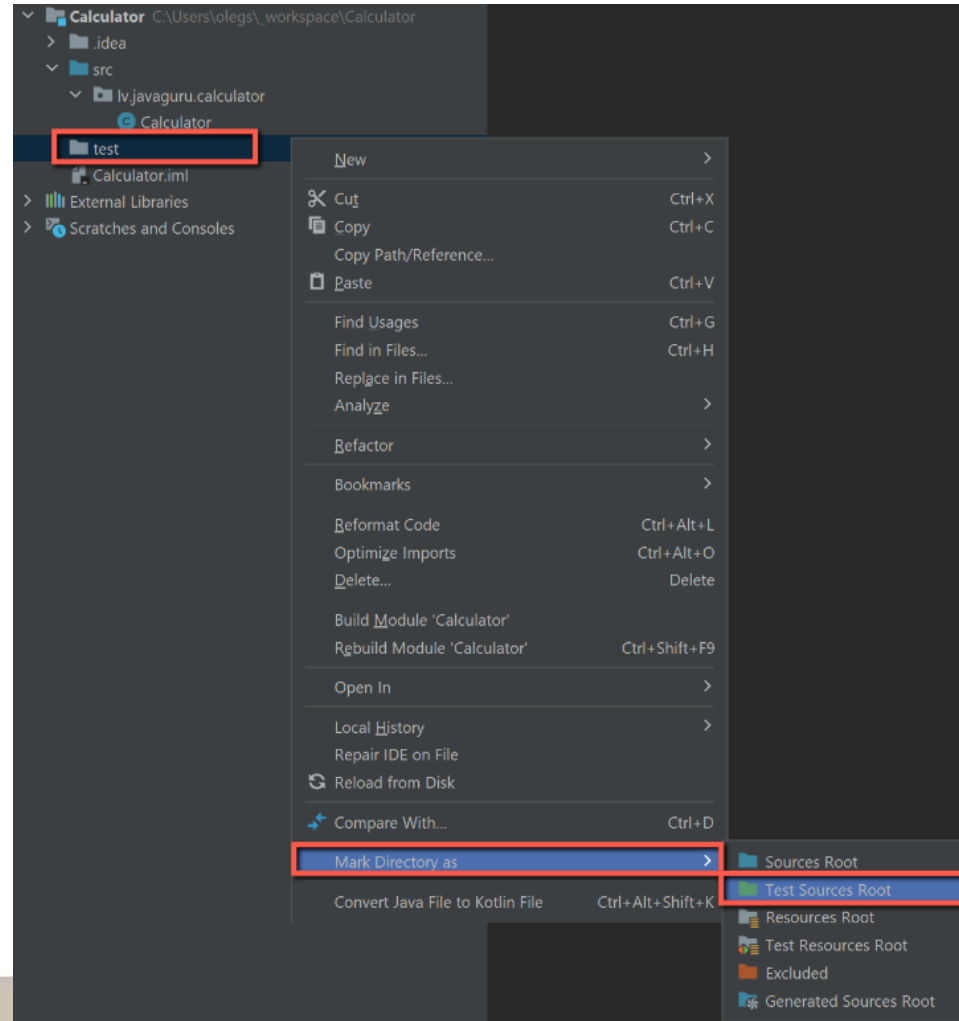 Calculator C:\Users\olegs\_workspace\Calculator
.idea
src
lv.javaguru.calculator
Calculator
test
Calculator.iml
External Libraries
Scratches and Consoles
New
Cut Ctrl+X
Copy Ctrl+C
Copy Path/Reference...
Paste Ctrl+V
Find Usages Ctrl+G
Find in Files... Ctrl+H
Replace in Files...
Analyze
Refactor
Bookmarks
Reformat Code Ctrl+Alt+L
Optimize Imports Ctrl+Alt+O
Delete... Delete
Build Module 'Calculator'
Rebuild Module 'Calculator' Ctrl+Shift+F9
Open In
Local History
Repair IDE on File
Reload from Disk
Compare With... Ctrl+D
Mark Directory as
Convert Java File to Kotlin File Ctrl+Alt+Shift+K
Sources Root
Test Sources Root
Resources Root
Test Resources Root
Excluded
Generated Sources Root